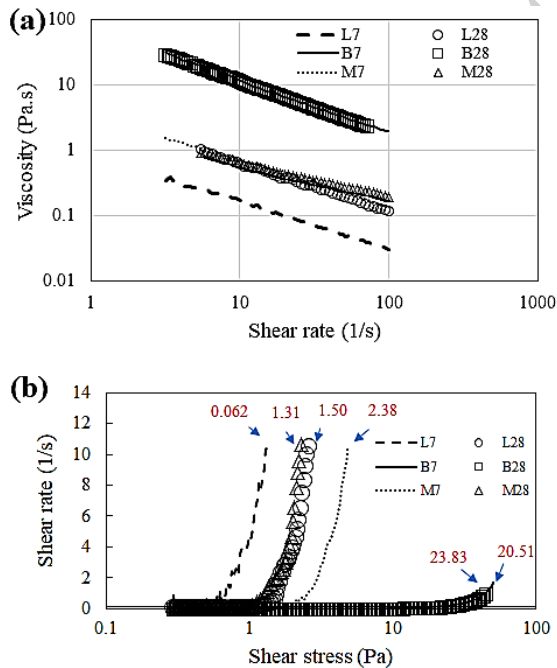 (a)
100
10
1
0.1
0.01
Viscosity (Pa.s)
L7 L28
B7 B28
M7 M28
1 10 100 1000
Shear rate (1/s)
(b)
14
12
10
8
6
4
2
0
Shear rate (1/s)
0.062 1.31 1.50 2.38
L7 L28
B7 B28
M7 M28
23.83 20.51
0.1 1 10 100
Shear stress (Pa)